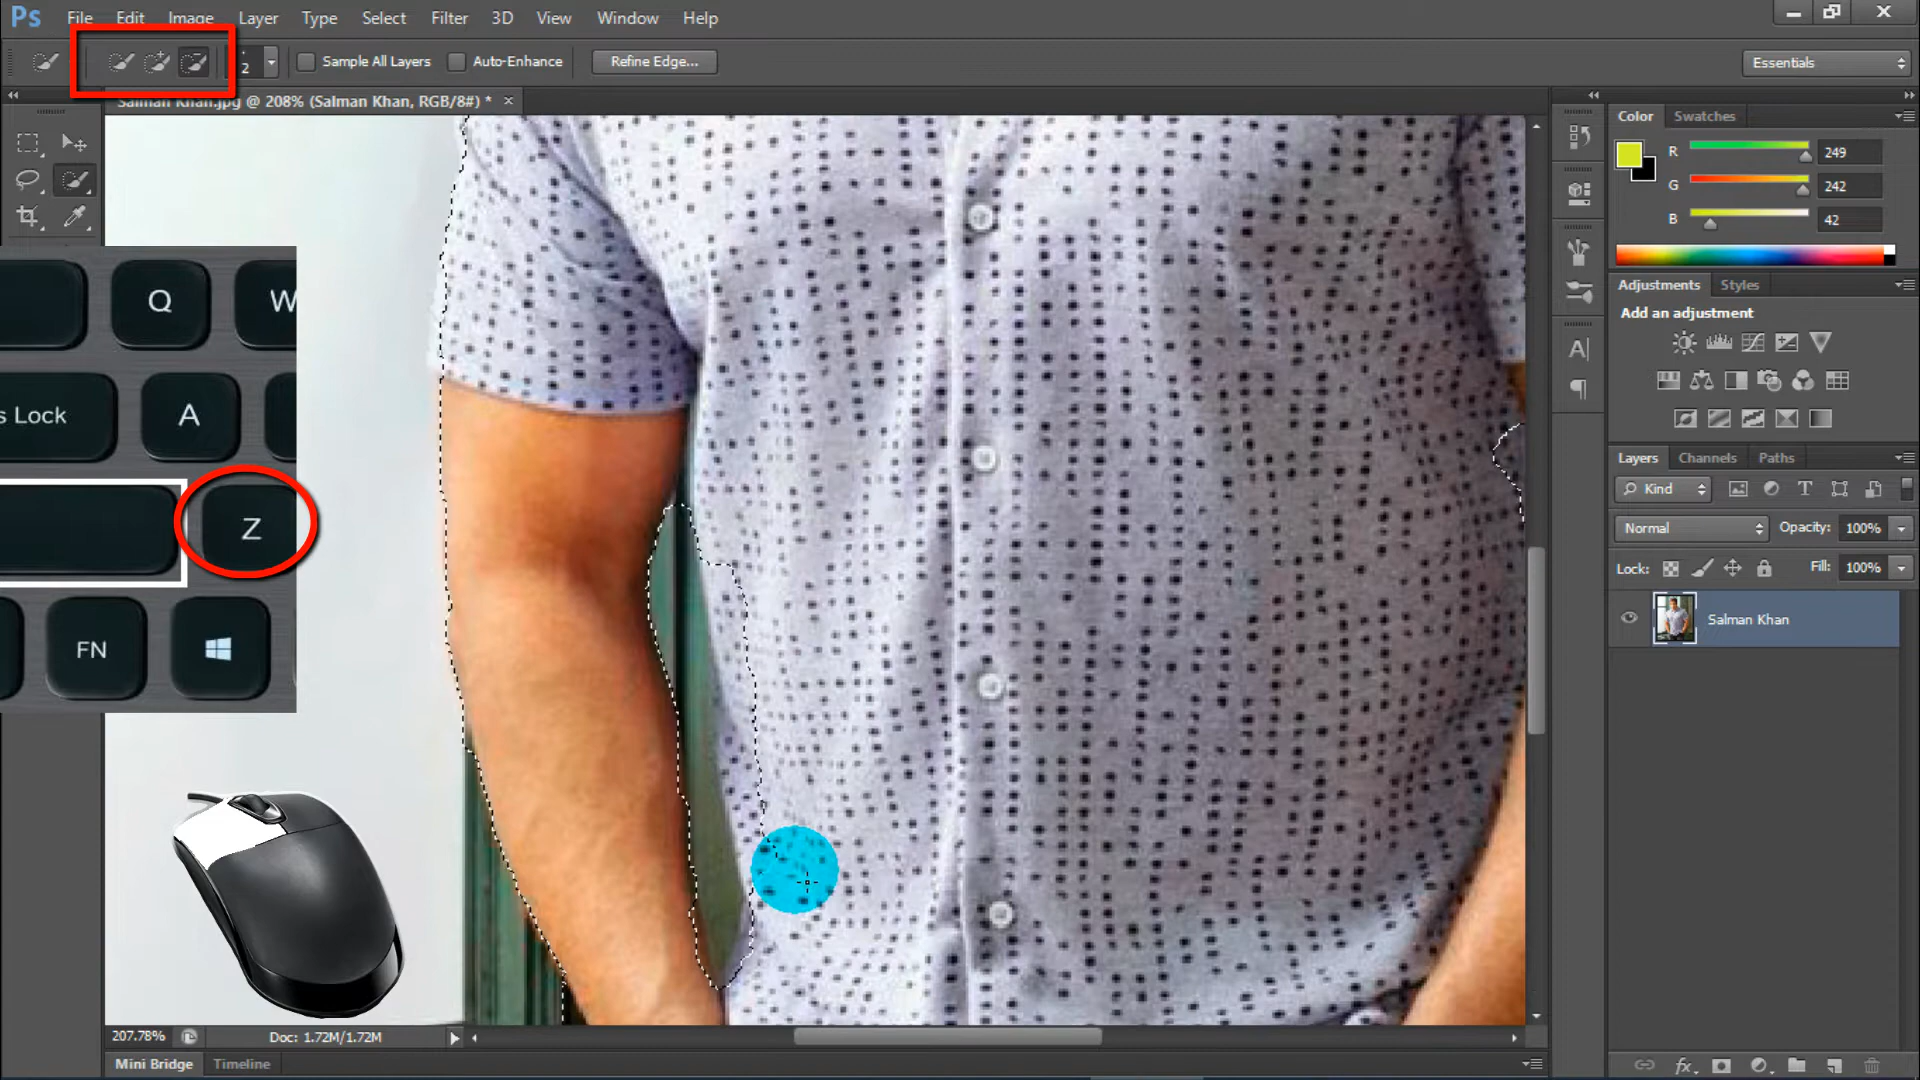 Ps File Edit Image Layer Type Select Filter 3D View Window Help
2 Sample All Layers Auto-Enhance Refine Edge... Essentials
Salman Khan.jpg @ 208% (Salman Khan, RGB/8#) * ×
Color Swatches
R 249
G 242
B 42
Adjustments Styles
Add an adjustment
Layers Channels Paths
Kind
Normal Opacity: 100%
Lock: Fill: 100%
Salman Khan
Q W
s Lock A
Z
FN
207.78% Doc: 1.72M/1.72M
Mini Bridge Timeline